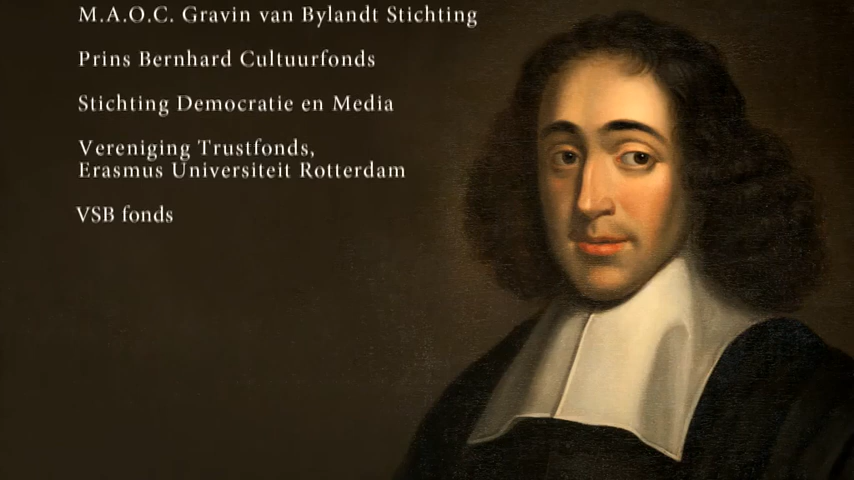 M.A.O.C. Gravin van Bylandt Stichting
Prins Bernhard Cultuurfonds
Stichting Democratie en Media
Vereniging Trustfonds,
Erasmus Universiteit Rotterdam
VSB fonds